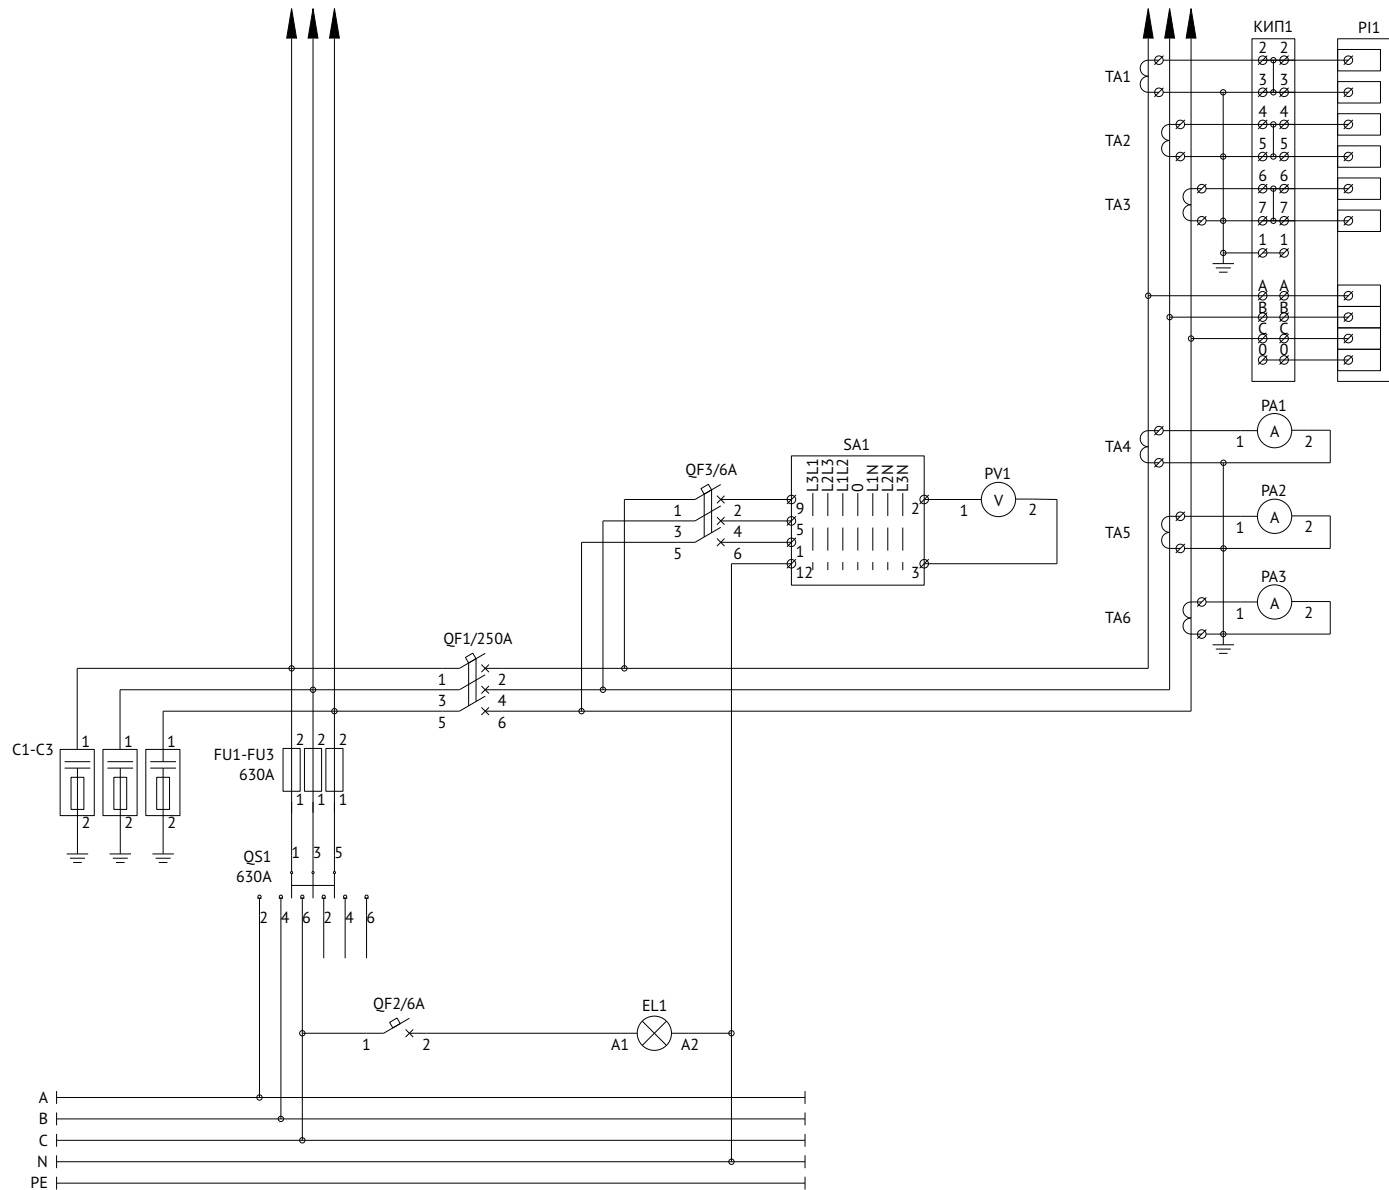 КИП1
PI1
2 2
3 3
4 4
5 5
6 6
7 7
1 1
A A
B B
C C
0 0
TA1
TA2
TA3
PA1
A
1 2
TA4
PA2
A
1 2
TA5
PA3
A
1 2
TA6
SA1
L3L1
L2L3
L1L2
0
L1N
L2N
L3N
9
5
1
12
2
3
PV1
V
1 2
QF3/6A
1 2
3 4
5 6
QF1/250A
1 2
3 4
5 6
C1-C3
1 1 1
2 2 2
FU1-FU3
630A
2 2 2
1 1 1
QS1
630A
1 3 5
2 4 6 2 4 6
QF2/6A
1 2
EL1
A1 A2
A
B
C
N
PE